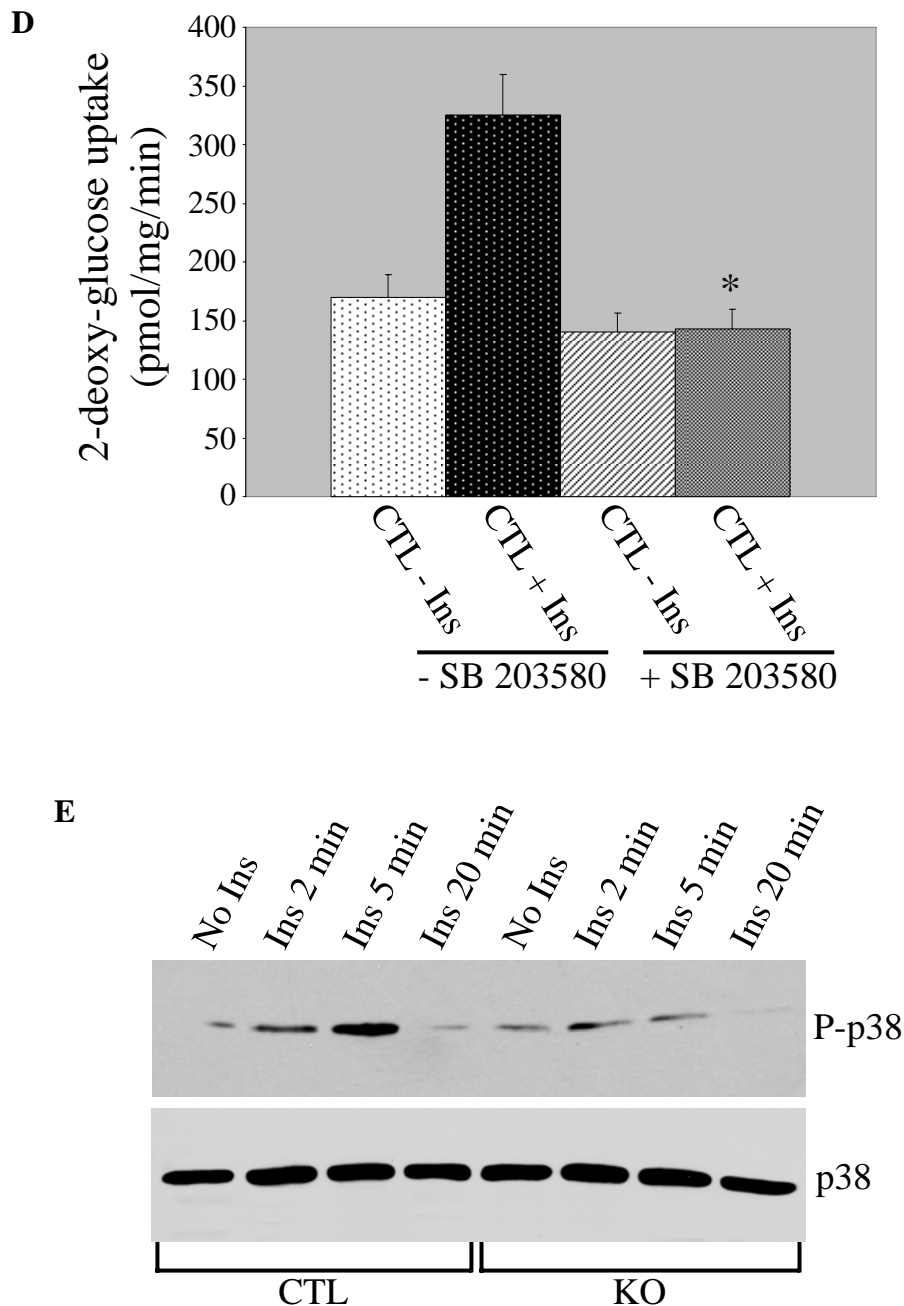 D
2-deoxy-glucose uptake
(pmol/mg/min)
400
350
300
250
200
150
100
50
0
*
CTL - Ins
CTL + Ins
CTL - Ins
CTL + Ins
- SB 203580
+ SB 203580
E
No Ins
Ins 2 min
Ins 5 min
Ins 20 min
No Ins
Ins 2 min
Ins 5 min
Ins 20 min
P-p38
p38
CTL
KO